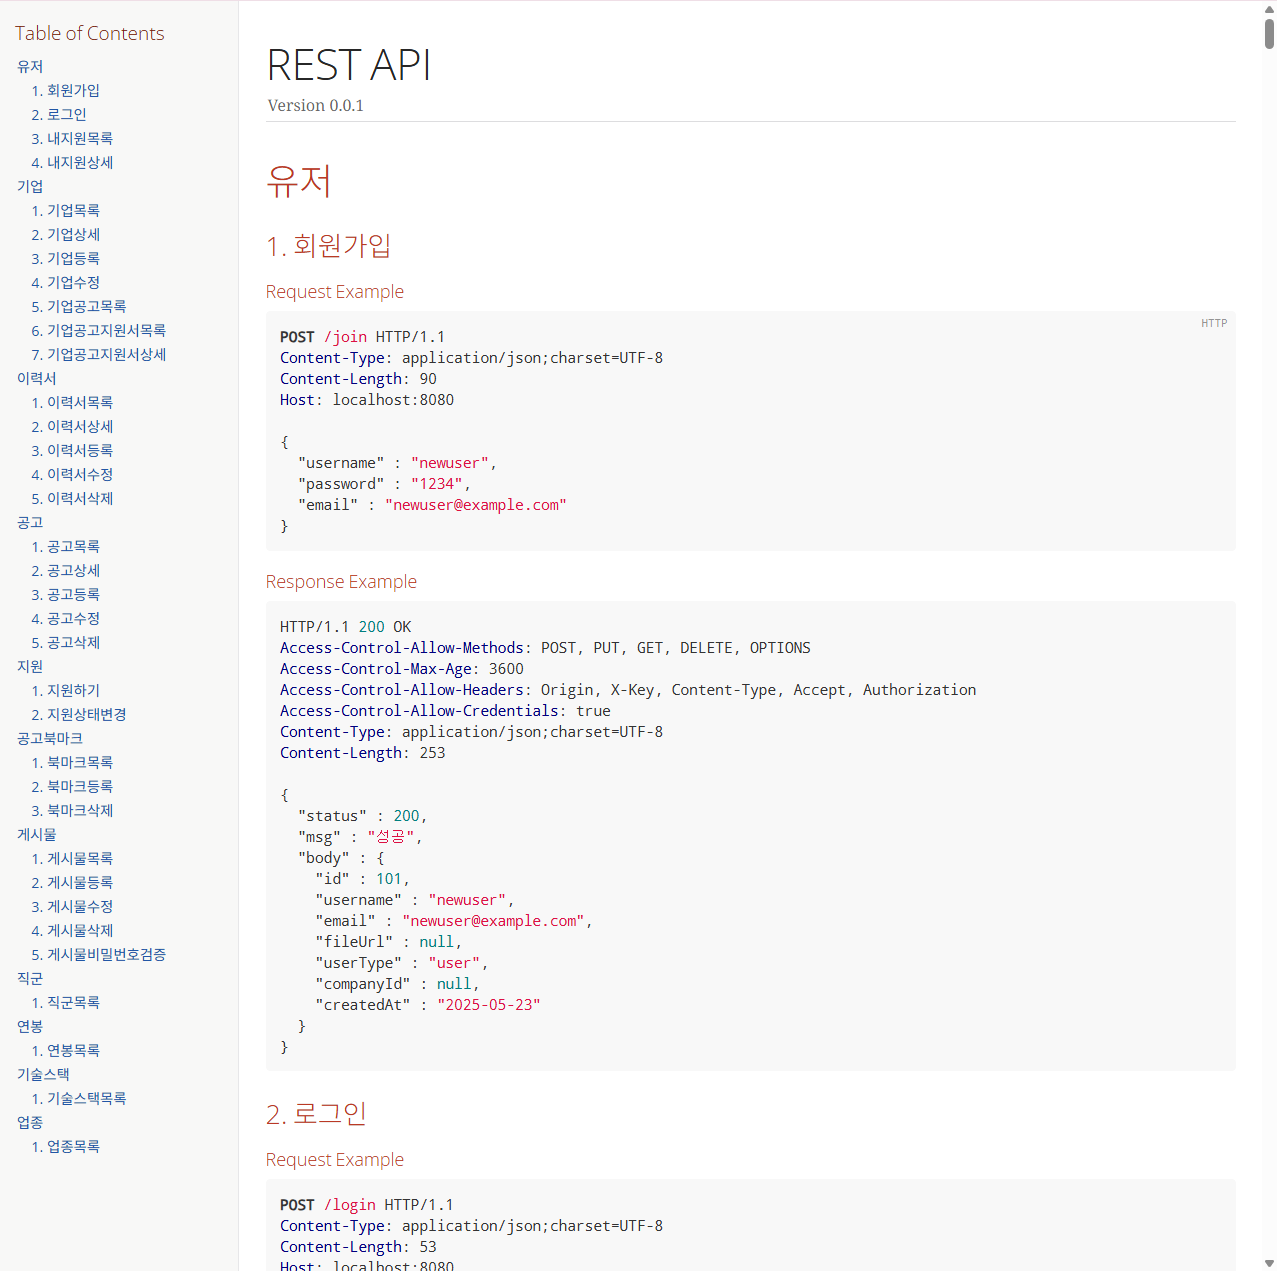 Table of Contents
유저
1. 회원가입
2. 로그인
3. 내지원목록
4. 내지원상세
기업
1. 기업목록
2. 기업상세
3. 기업등록
4. 기업수정
5. 기업공고목록
6. 기업공고지원서목록
7. 기업공고지원서상세
이력서
1. 이력서목록
2. 이력서상세
3. 이력서등록
4. 이력서수정
5. 이력서삭제
공고
1. 공고목록
2. 공고상세
3. 공고등록
4. 공고수정
5. 공고삭제
지원
1. 지원하기
2. 지원상태변경
공고북마크
1. 북마크목록
2. 북마크등록
3. 북마크삭제
게시물
1. 게시물목록
2. 게시물등록
3. 게시물수정
4. 게시물삭제
5. 게시물비밀번호검증
직군
1. 직군목록
연봉
1. 연봉목록
기술스택
1. 기술스택목록
업종
1. 업종목록
REST API
Version 0.0.1
유저
1. 회원가입
Request Example
HTTP
POST /join HTTP/1.1
Content-Type: application/json;charset=UTF-8
Content-Length: 90
Host: localhost:8080
{
"username" : "newuser",
"password" : "1234",
"email" : "newuser@example.com"
}
Response Example
HTTP/1.1 200 OK
Access-Control-Allow-Methods: POST, PUT, GET, DELETE, OPTIONS
Access-Control-Max-Age: 3600
Access-Control-Allow-Headers: Origin, X-Key, Content-Type, Accept, Authorization
Access-Control-Allow-Credentials: true
Content-Type: application/json;charset=UTF-8
Content-Length: 253
{
"status" : 200,
"msg" : "성공",
"body" : {
"id" : 101,
"username" : "newuser",
"email" : "newuser@example.com",
"fileUrl" : null,
"userType" : "user",
"companyId" : null,
"createdAt" : "2025-05-23"
}
}
2. 로그인
Request Example
POST /login HTTP/1.1
Content-Type: application/json;charset=UTF-8
Content-Length: 53
Host: localhost:8080